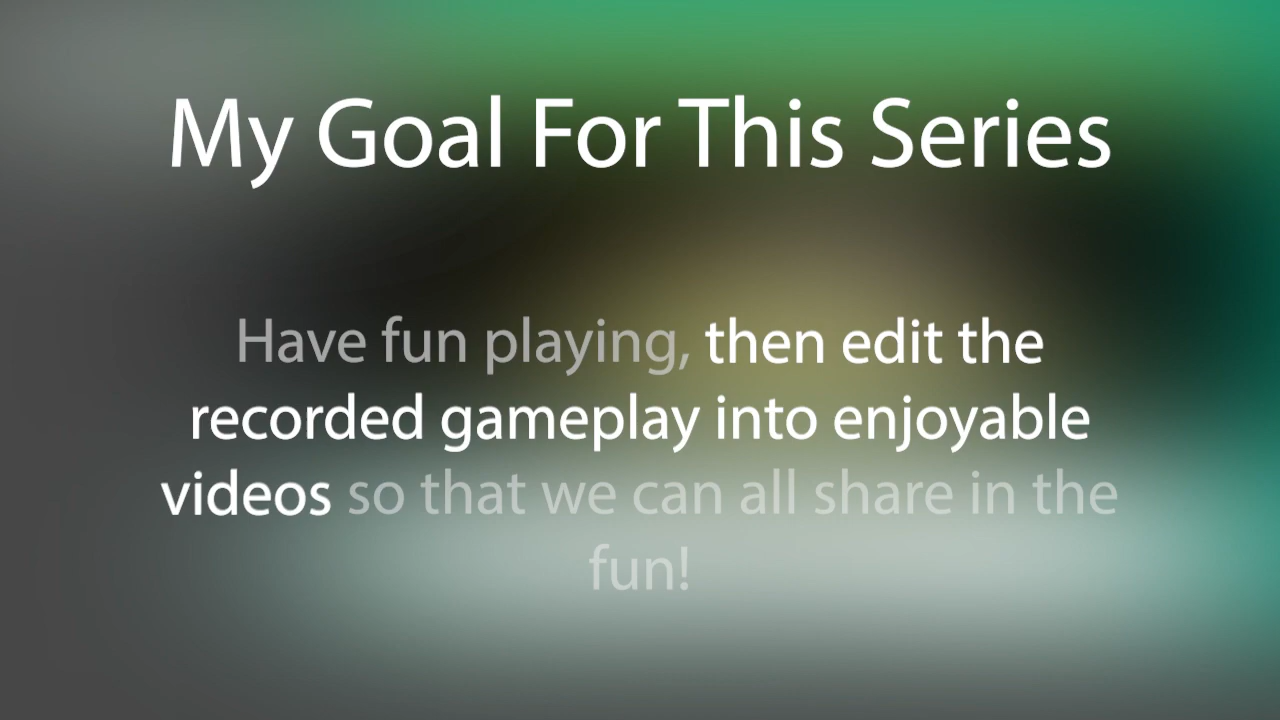 My Goal For This Series
Have fun playing, then edit the
recorded gameplay into enjoyable
videos so that we can all share in the
fun!